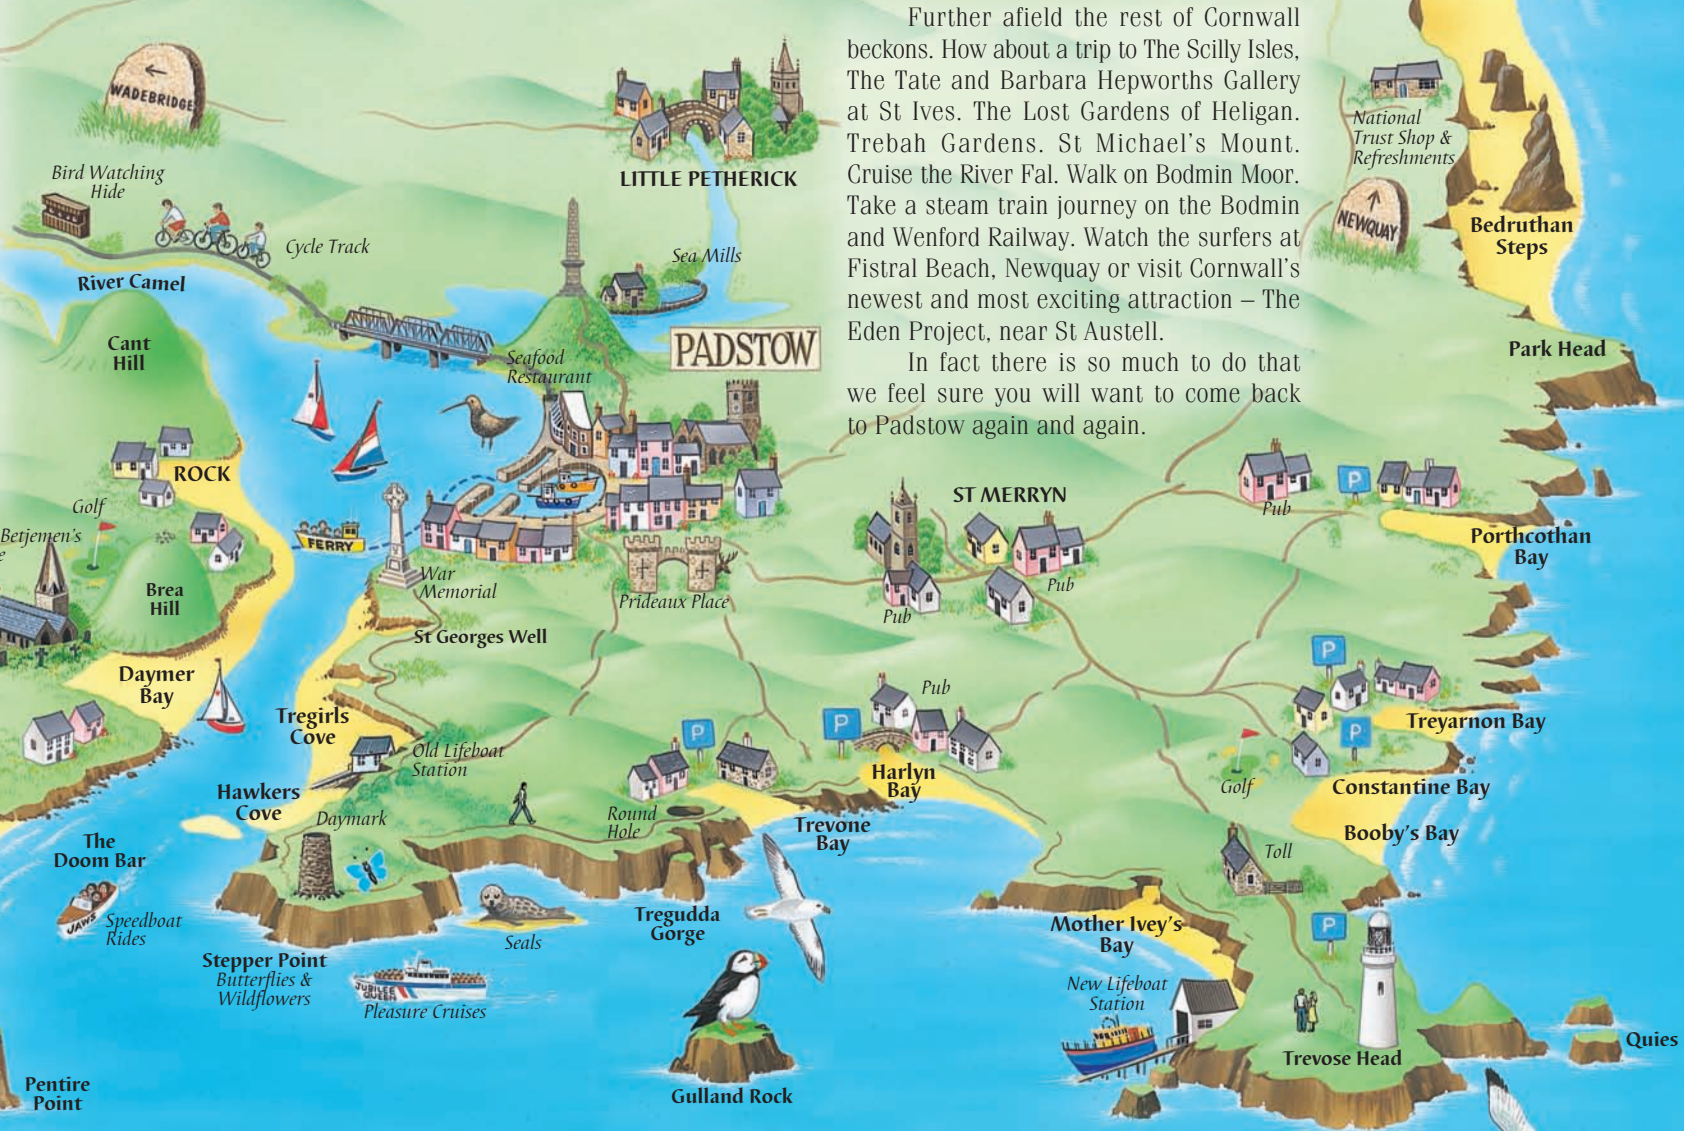 Further afield the rest of Cornwall
beckons. How about a trip to The Scilly Isles,
The Tate and Barbara Hepworths Gallery
at St Ives. The Lost Gardens of Heligan.
Trebah Gardens. St Michael's Mount.
Cruise the River Fal. Walk on Bodmin Moor.
Take a steam train journey on the Bodmin
and Wenford Railway. Watch the surfers at
Fistral Beach, Newquay or visit Cornwall's
newest and most exciting attraction – The
Eden Project, near St Austell.
In fact there is so much to do that
we feel sure you will want to come back
to Padstow again and again.
WADEBRIDGE
Bird Watching
Hide
Cycle Track
River Camel
Cant
Hill
LITTLE PETHERICK
Sea Mills
PADSTOW
Seafood
Restaurant
National
Trust Shop &
Refreshments
NEWQUAY
Bedruthan
Steps
Park Head
ROCK
Golf
Betjemen's
e
Brea
Hill
FERRY
War
Memorial
Prideaux Place
St Georges Well
ST MERRYN
Pub
Pub
Pub
P
Porthcothan
Bay
Daymer
Bay
Tregirls
Cove
Old Lifeboat
Station
Hawkers
Cove
Daymark
The
Doom Bar
JAWS
Speedboat
Rides
Stepper Point
Butterflies &
Wildflowers
JUBILEE
QUEEN
Pleasure Cruises
Seals
Round
Hole
P
P
Pub
Harlyn
Bay
Trevone
Bay
Tregudda
Gorge
Gulland Rock
P
Treyarnon Bay
P
Golf
Constantine Bay
Booby's Bay
Toll
Mother Ivey's
Bay
P
New Lifeboat
Station
Trevose Head
Quies
Pentire
Point